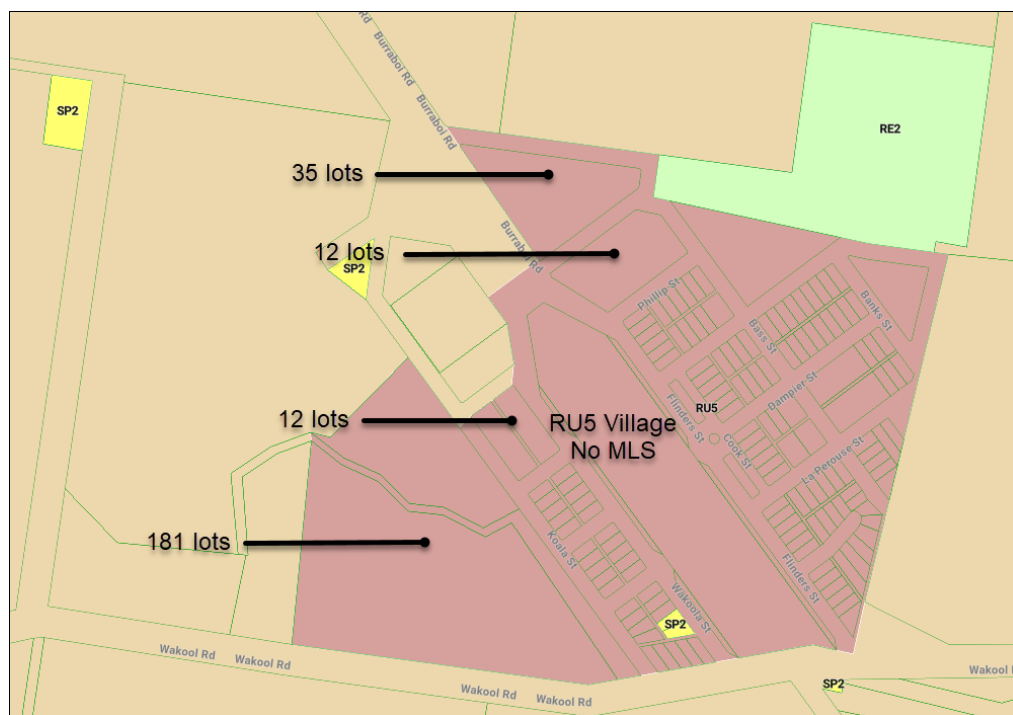 Burraboi Rd
Burraboi Rd
SP2
RE2
35 lots
12 lots
SP2
Burraboi Rd
Phillip St
Bass St
Banks St
12 lots
RU5 Village
No MLS
Flinders St
RU5
Dampier St
Cook St
La Perouse St
181 lots
Koala St
Wakoola St
Flinders St
SP2
Wakool Rd
Wakool Rd
Wakool Rd
Wakool Rd
SP2
Wakool R